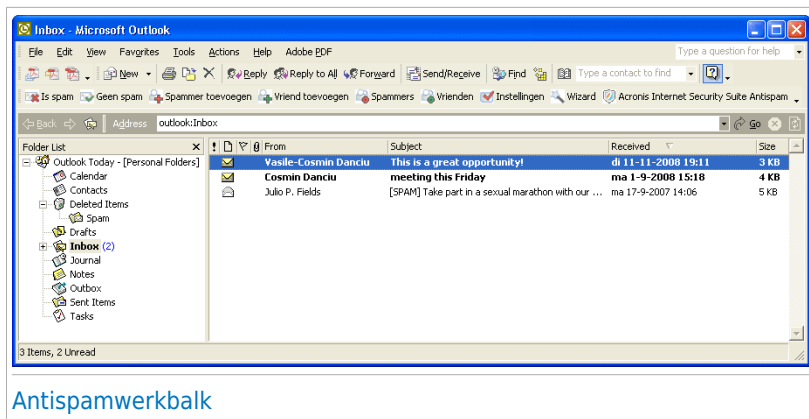 Inbox - Microsoft Outlook
File Edit View Favorites Tools Actions Help Adobe PDF Type a question for help
New Reply Reply to All Forward Send/Receive Find Type a contact to find
Is spam Geen spam Spammer toevoegen Vriend toevoegen Spammers Vrienden Instellingen Wizard Acronis Internet Security Suite Antispam
Back Address outlook:Inbox Go
Folder List X ! From Subject Received Size
Outlook Today - [Personal Folders] Vasile-Cosmin Danciu This is a great opportunity! di 11-11-2008 19:11 3 KB
Calendar Cosmin Danciu meeting this Friday ma 1-9-2008 15:18 4 KB
Contacts Julio P. Fields [SPAM] Take part in a sexual marathon with our ... ma 17-9-2007 14:06 5 KB
Deleted Items
Spam
Drafts
Inbox (2)
Journal
Notes
Outbox
Sent Items
Tasks
3 Items, 2 Unread
Antispamwerkbalk